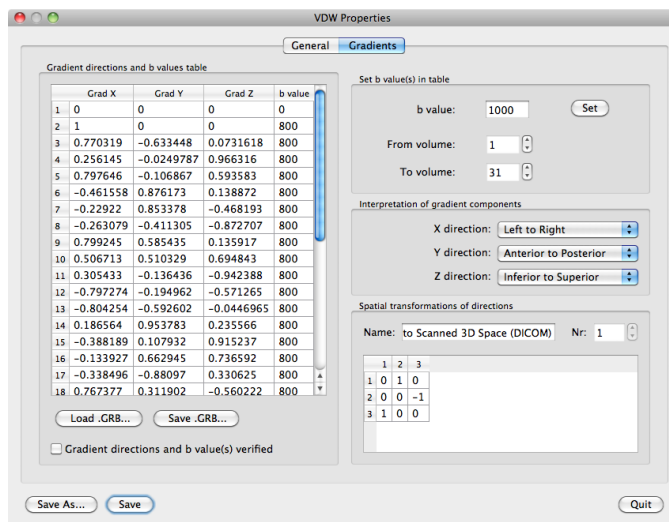 VDW Properties
General Gradients
Gradient directions and b values table
Grad X Grad Y Grad Z b value
1 0 0 0 0
2 1 0 0 800
3 0.770319 −0.633448 0.0731618 800
4 0.256145 −0.0249787 0.966316 800
5 0.797646 −0.106867 0.593583 800
6 −0.461558 0.876173 0.138872 800
7 −0.22922 0.853378 −0.468193 800
8 −0.263079 −0.411305 −0.872707 800
9 0.799245 0.585435 0.135917 800
10 0.506713 0.510329 0.694843 800
11 0.305433 −0.136436 −0.942388 800
12 −0.797274 −0.194962 −0.571265 800
13 −0.804254 −0.592602 −0.0446965 800
14 0.186564 0.953783 0.235566 800
15 −0.388189 0.107932 0.915237 800
16 −0.133927 0.662945 0.736592 800
17 −0.338496 −0.88097 0.330625 800
18 0.767377 0.311902 −0.560222 800
Load .GRB... Save .GRB...
Gradient directions and b value(s) verified
Set b value(s) in table
b value: 1000 Set
From volume: 1
To volume: 31
Interpretation of gradient components
X direction: Left to Right
Y direction: Anterior to Posterior
Z direction: Inferior to Superior
Spatial transformations of directions
Name: to Scanned 3D Space (DICOM) Nr: 1
1 2 3
1 0 1 0
2 0 0 −1
3 1 0 0
Save As... Save Quit